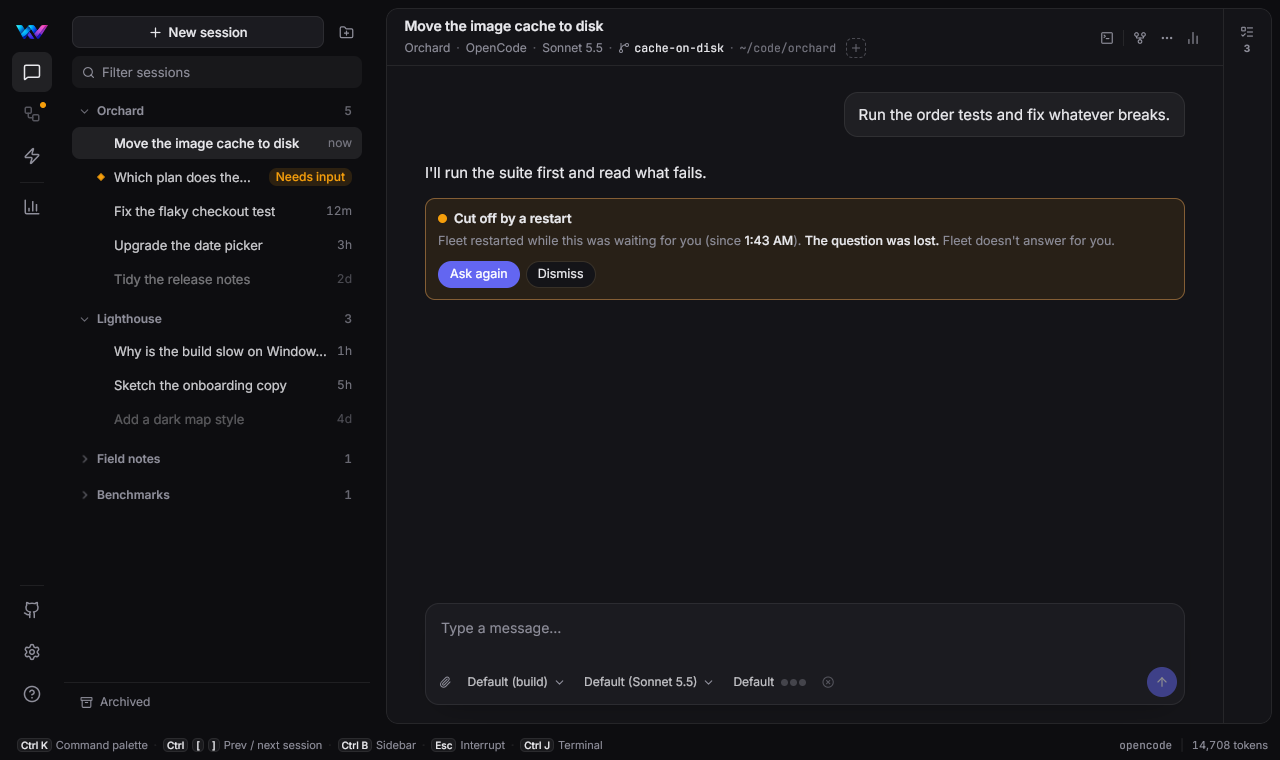 New session
Filter sessions
Orchard 5
Move the image cache to disk now
Which plan does the... Needs input
Fix the flaky checkout test 12m
Upgrade the date picker 3h
Tidy the release notes 2d
Lighthouse 3
Why is the build slow on Window... 1h
Sketch the onboarding copy 5h
Add a dark map style 4d
Field notes 1
Benchmarks 1
Archived
Move the image cache to disk
Orchard · OpenCode · Sonnet 5.5 · cache-on-disk · ~/code/orchard
3
Run the order tests and fix whatever breaks.
I'll run the suite first and read what fails.
Cut off by a restart
Fleet restarted while this was waiting for you (since 1:43 AM). The question was lost. Fleet doesn't answer for you.
Ask again Dismiss
Type a message...
Default (build) Default (Sonnet 5.5) Default
Ctrl K Command palette · Ctrl [ ] Prev / next session · Ctrl B Sidebar · Esc Interrupt · Ctrl J Terminal
opencode 14,708 tokens